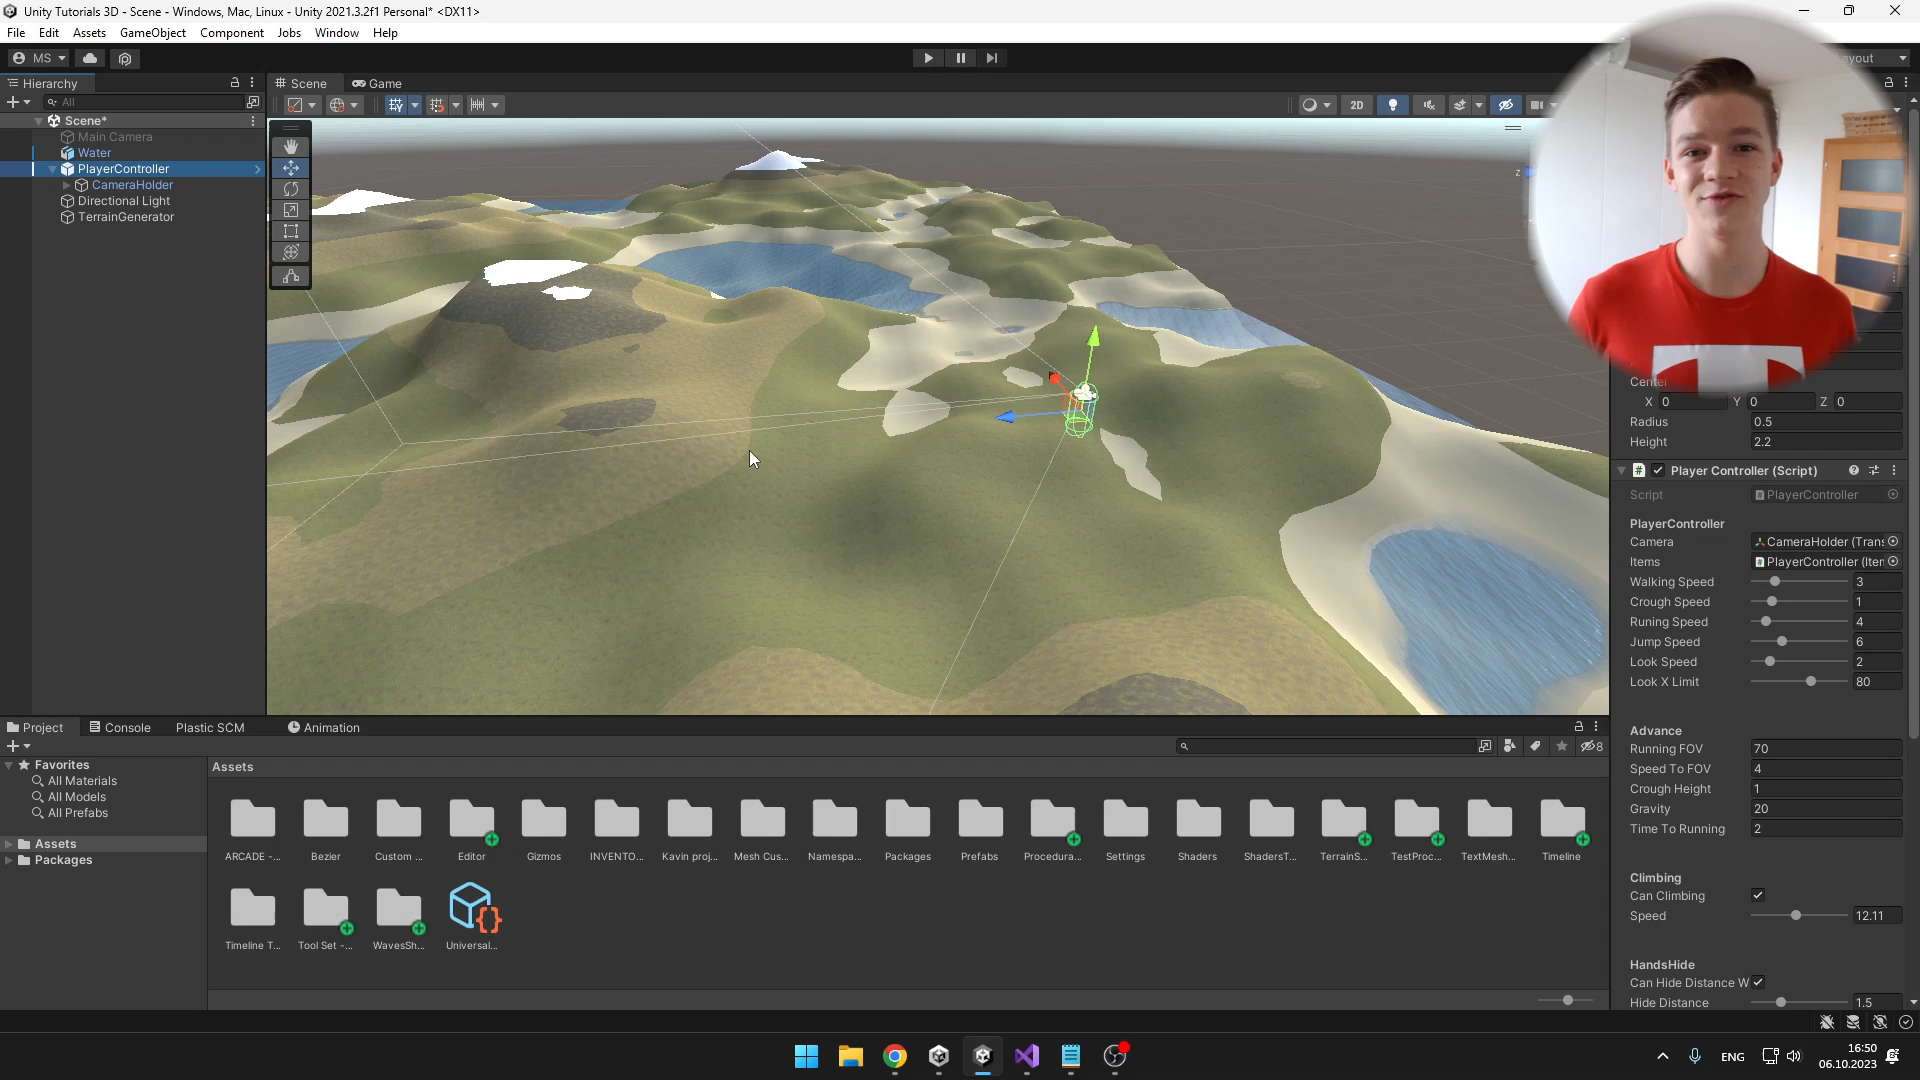 Unity Tutorials 3D - Scene - Windows, Mac, Linux - Unity 2021.3.2f1 Personal* <DX11>
File Edit Assets GameObject Component Jobs Window Help
MS
Hierarchy
All
Scene*
Main Camera
Water
PlayerController
CameraHolder
Directional Light
TerrainGenerator
Scene Game
2D
z
ayout
Center
X 0 Y 0 Z 0
Radius 0.5
Height 2.2
# Player Controller (Script)
Script PlayerController
PlayerController
Camera CameraHolder (Trans
Items PlayerController (Iten
Walking Speed 3
Crough Speed 1
Runing Speed 4
Jump Speed 6
Look Speed 2
Look X Limit 80
Advance
Running FOV 70
Speed To FOV 4
Crough Height 1
Gravity 20
Time To Running 2
Climbing
Can Climbing
Speed 12.11
HandsHide
Can Hide Distance W
Hide Distance 1.5
Project Console Plastic SCM Animation
8
Favorites
All Materials
All Models
All Prefabs
Assets
Packages
Assets
ARCADE -... Bezier Custom ... Editor Gizmos INVENTO... Kavin proj... Mesh Cus... Namespa... Packages Prefabs Procedura... Settings Shaders ShadersT... TerrainS... TestProc... TextMesh... Timeline
Timeline T... Tool Set -... WavesSh... Universal...
ENG
16:50
06.10.2023